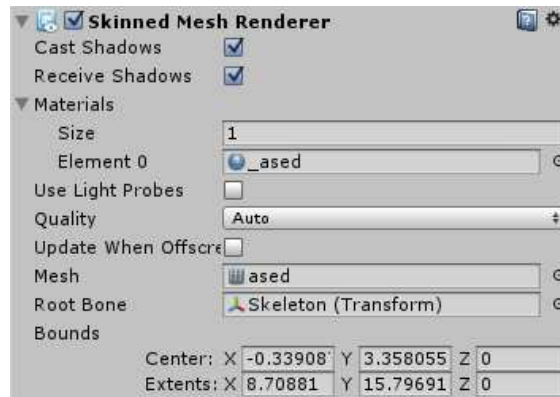 Skinned Mesh Renderer
Cast Shadows
Receive Shadows
Materials
Size 1
Element 0 _ased
Use Light Probes
Quality Auto
Update When Offscre
Mesh ased
Root Bone Skeleton (Transform)
Bounds
Center: X -0.33908 Y 3.358055 Z 0
Extents: X 8.70881 Y 15.79691 Z 0